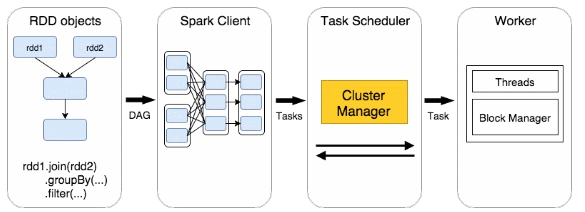 RDD objects
rdd1
rdd2
rdd1.join(rdd2)
.groupBy(...)
.filter(...)
DAG
Spark Client
Tasks
Task Scheduler
Cluster
Manager
Task
Worker
Threads
Block Manager